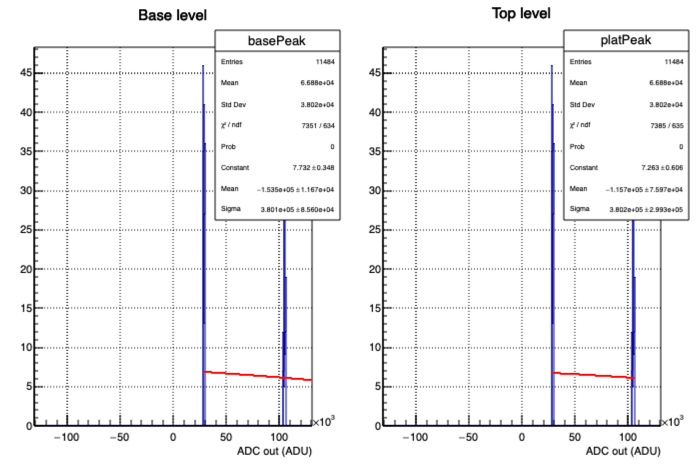 Base level
basePeak
Entries 11484
Mean 6.688e+04
Std Dev 3.802e+04
χ² / ndf 7351 / 634
Prob 0
Constant 7.732 ± 0.348
Mean −1.535e+05 ± 1.167e+04
Sigma 3.801e+05 ± 8.560e+04
45
40
35
30
25
20
15
10
5
0
−100 −50 0 50 100 ×10³
ADC out (ADU)
Top level
platPeak
Entries 11484
Mean 6.688e+04
Std Dev 3.802e+04
χ² / ndf 7385 / 635
Prob 0
Constant 7.263 ± 0.606
Mean −1.157e+05 ± 7.597e+04
Sigma 3.802e+05 ± 2.993e+05
45
40
35
30
25
20
15
10
5
0
−100 −50 0 50 100 ×10³
ADC out (ADU)